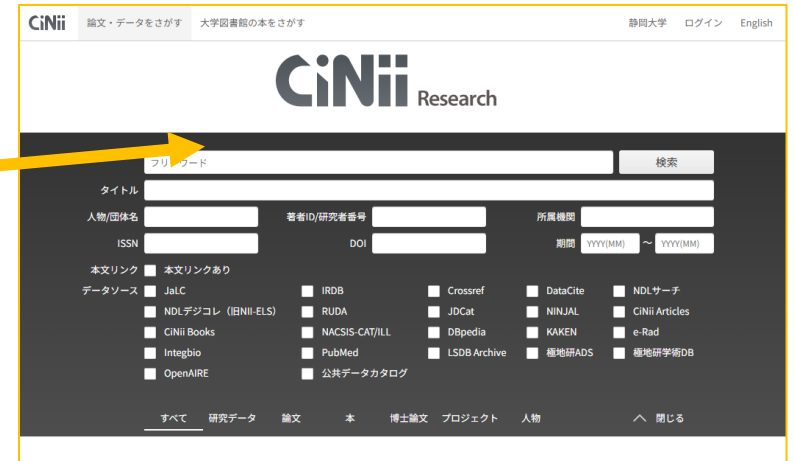 CiNii 論文・データをさがす 大学図書館の本をさがす 静岡大学 ログイン English
CiNii Research
フリーワード 検索
タイトル
人物/団体名 著者ID/研究者番号 所属機関
ISSN DOI 期間 YYYY(MM) ～ YYYY(MM)
本文リンク 本文リンクあり
データソース JaLC IRDB Crossref DataCite NDLサーチ
NDLデジコレ（旧NII-ELS） RUDA JDCat NINJAL CiNii Articles
CiNii Books NACSIS-CAT/ILL DBpedia KAKEN e-Rad
Integbio PubMed LSDB Archive 極地研ADS 極地研学術DB
OpenAIRE 公共データカタログ
すべて 研究データ 論文 本 博士論文 プロジェクト 人物 閉じる